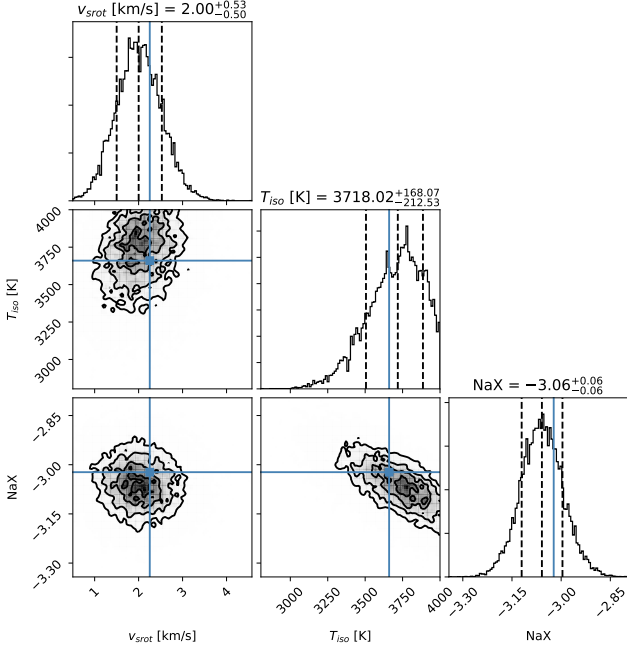 v_srot [km/s] = 2.00^{+0.53}_{-0.50}
T_iso [K] = 3718.02^{+168.07}_{-212.53}
4000
3750
3500
3250
3000
T_iso [K]
NaX = −3.06^{+0.06}_{-0.06}
−2.85
−3.00
−3.15
−3.30
NaX
1 2 3 4
3000 3250 3500 3750 4000
−3.30 −3.15 −3.00 −2.85
v_srot [km/s]
T_iso [K]
NaX